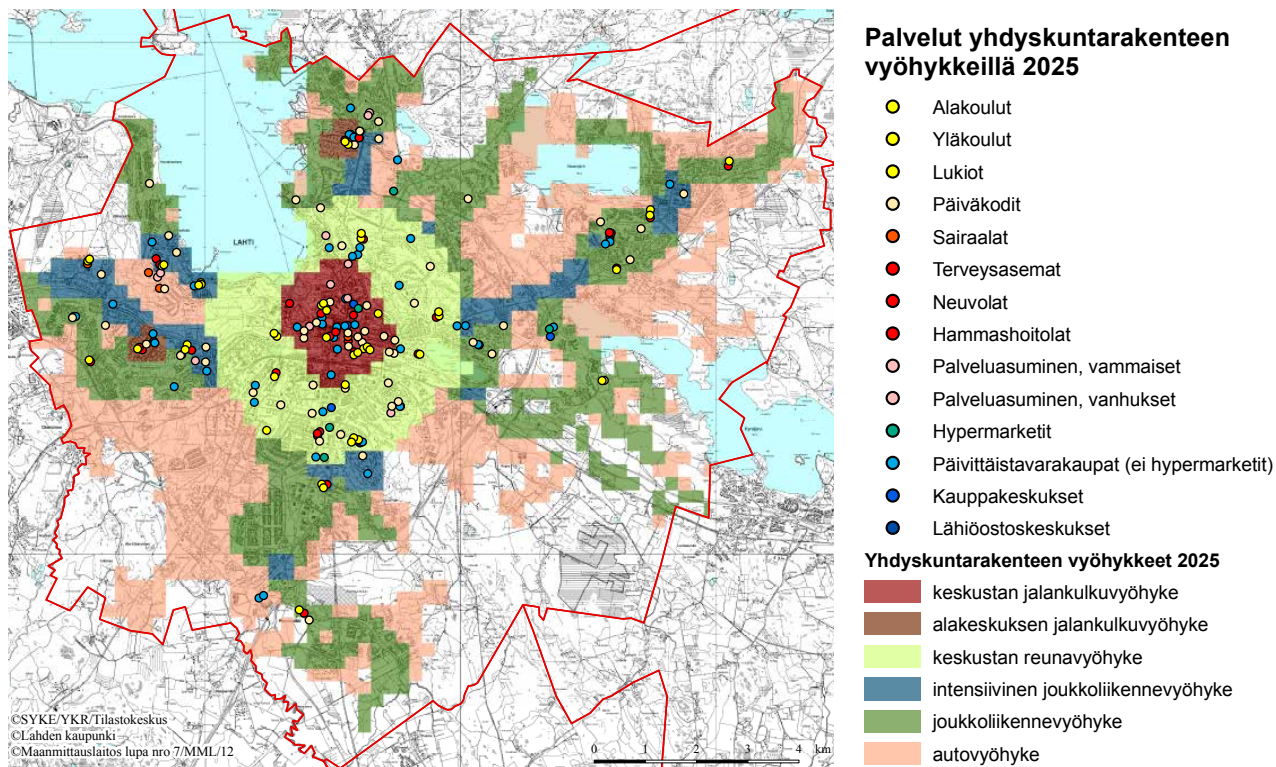 Palvelut yhdyskuntarakenteen
vyöhykkeillä 2025
Alakoulut
Yläkoulut
Lukiot
Päiväkodit
Sairaalat
Terveysasemat
Neuvolat
Hammashoitolat
Palveluasuminen, vammaiset
Palveluasuminen, vanhukset
Hypermarketit
Päivittäistavarakaupat (ei hypermarketit)
Kauppakeskukset
Lähiöostoskeskukset
Yhdyskuntarakenteen vyöhykkeet 2025
keskustan jalankulkuvyöhyke
alakeskuksen jalankulkuvyöhyke
keskustan reunavyöhyke
intensiivinen joukkoliikennevyöhyke
joukkoliikennevyöhyke
autovyöhyke
LAHTI
©SYKE/YKR/Tilastokeskus
©Lahden kaupunki
©Maanmittauslaitos lupa nro 7/MML/12
0 1 2 4 km